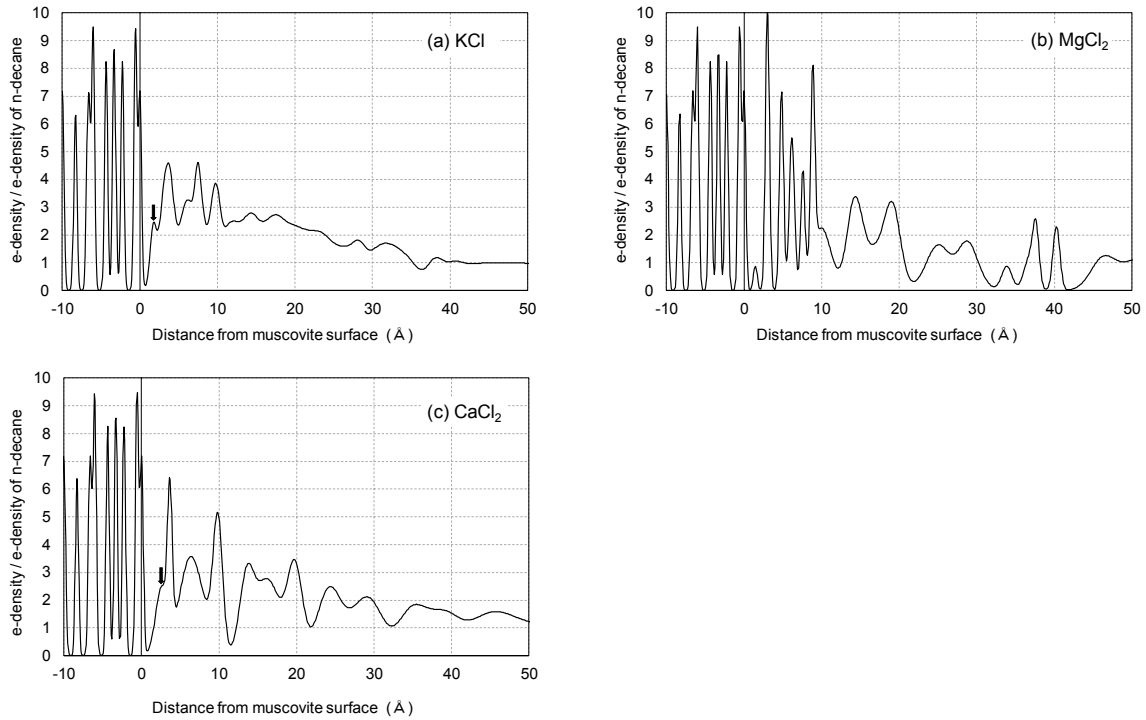 (a) KCl
e-density / e-density of n-decane
10
9
8
7
6
5
4
3
2
1
0
-10 0 10 20 30 40 50
Distance from muscovite surface (Å)
(b) MgCl₂
e-density / e-density of n-decane
10
9
8
7
6
5
4
3
2
1
0
-10 0 10 20 30 40 50
Distance from muscovite surface (Å)
(c) CaCl₂
e-density / e-density of n-decane
10
9
8
7
6
5
4
3
2
1
0
-10 0 10 20 30 40 50
Distance from muscovite surface (Å)